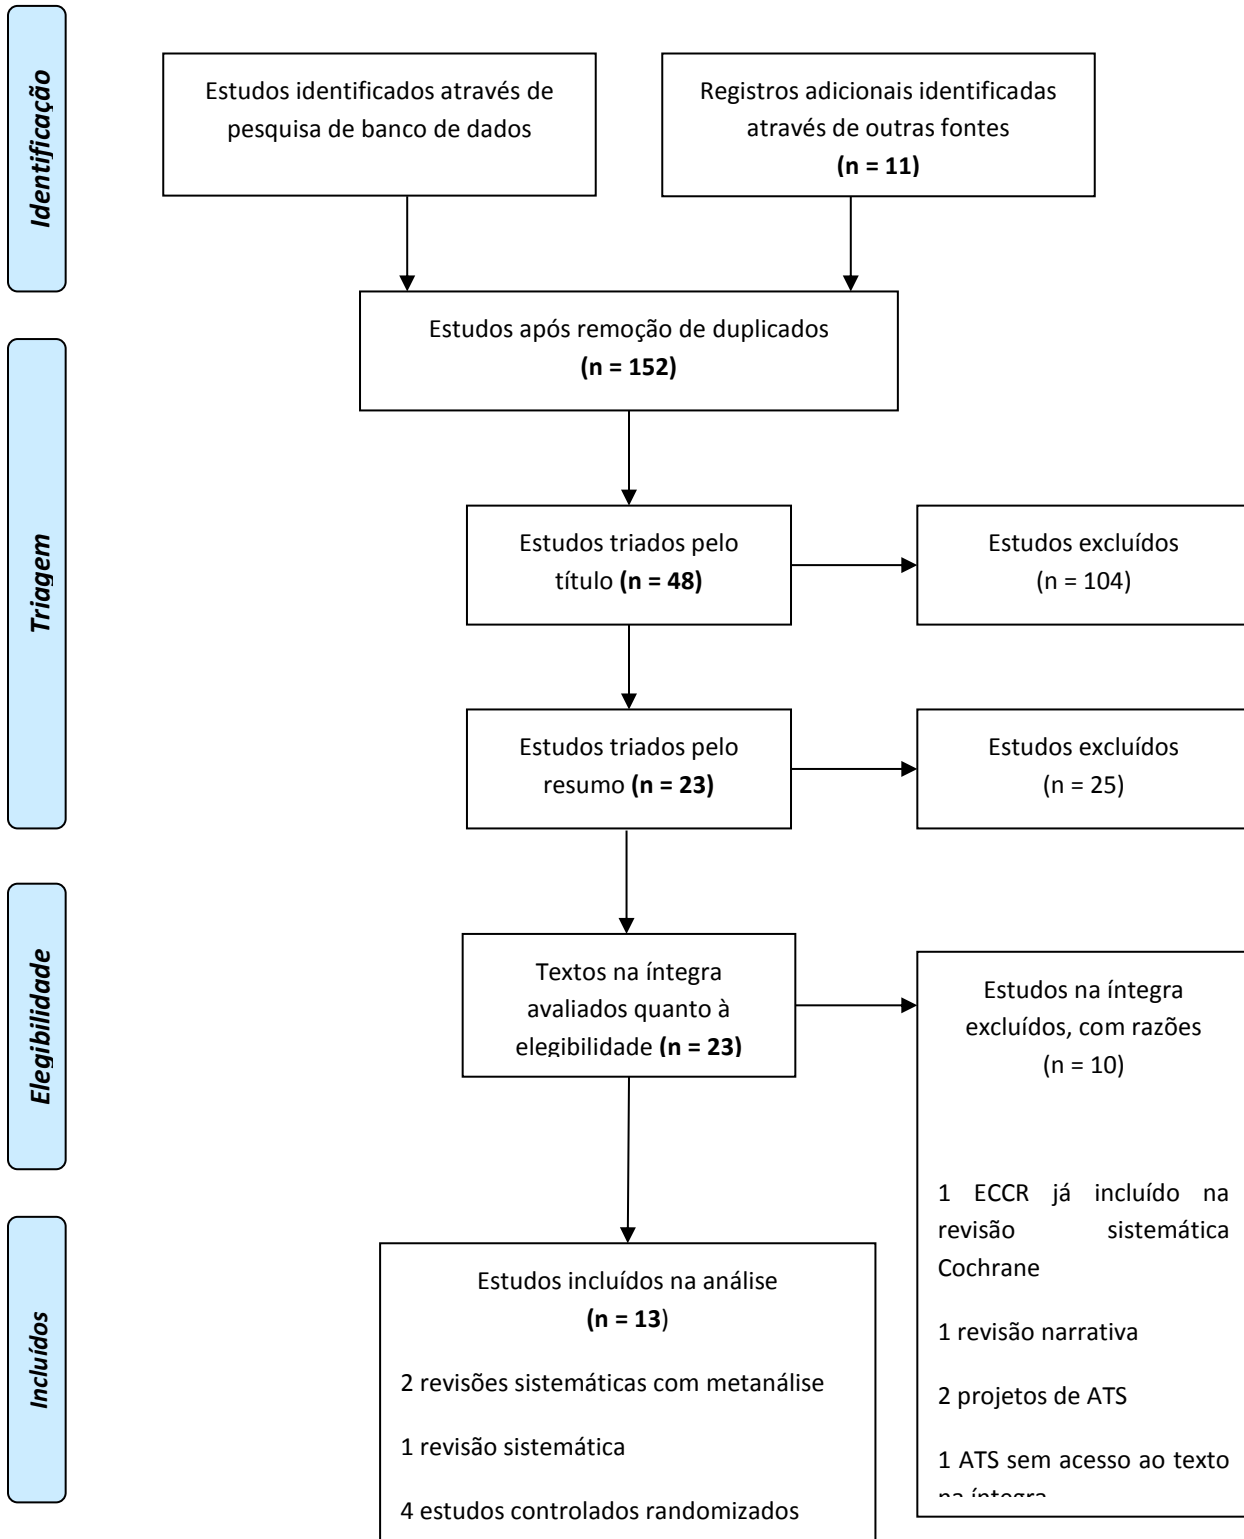 Identificação
Estudos identificados através de
pesquisa de banco de dados
Registros adicionais identificadas
através de outras fontes
(n = 11)
Estudos após remoção de duplicados
(n = 152)
Triagem
Estudos triados pelo
título (n = 48)
Estudos excluídos
(n = 104)
Estudos triados pelo
resumo (n = 23)
Estudos excluídos
(n = 25)
Elegibilidade
Textos na íntegra
avaliados quanto à
elegibilidade (n = 23)
Estudos na íntegra
excluídos, com razões
(n = 10)
1 ECCR já incluído na
revisão sistemática
Cochrane
1 revisão narrativa
2 projetos de ATS
1 ATS sem acesso ao texto
na íntegra
Incluídos
Estudos incluídos na análise
(n = 13)
2 revisões sistemáticas com metanálise
1 revisão sistemática
4 estudos controlados randomizados